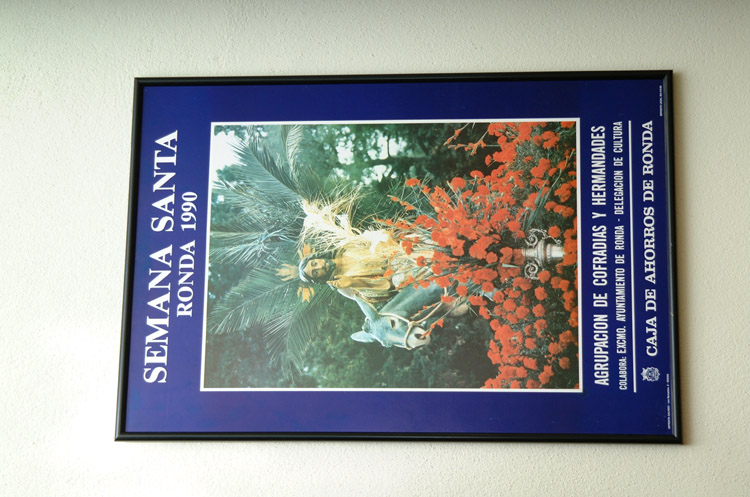 SEMANA SANTA
RONDA 1990
AGRUPACION DE COFRADIAS Y HERMANDADES
COLABORA: EXCMO. AYUNTAMIENTO DE RONDA - DELEGACION DE CULTURA
CAJA DE AHORROS DE RONDA